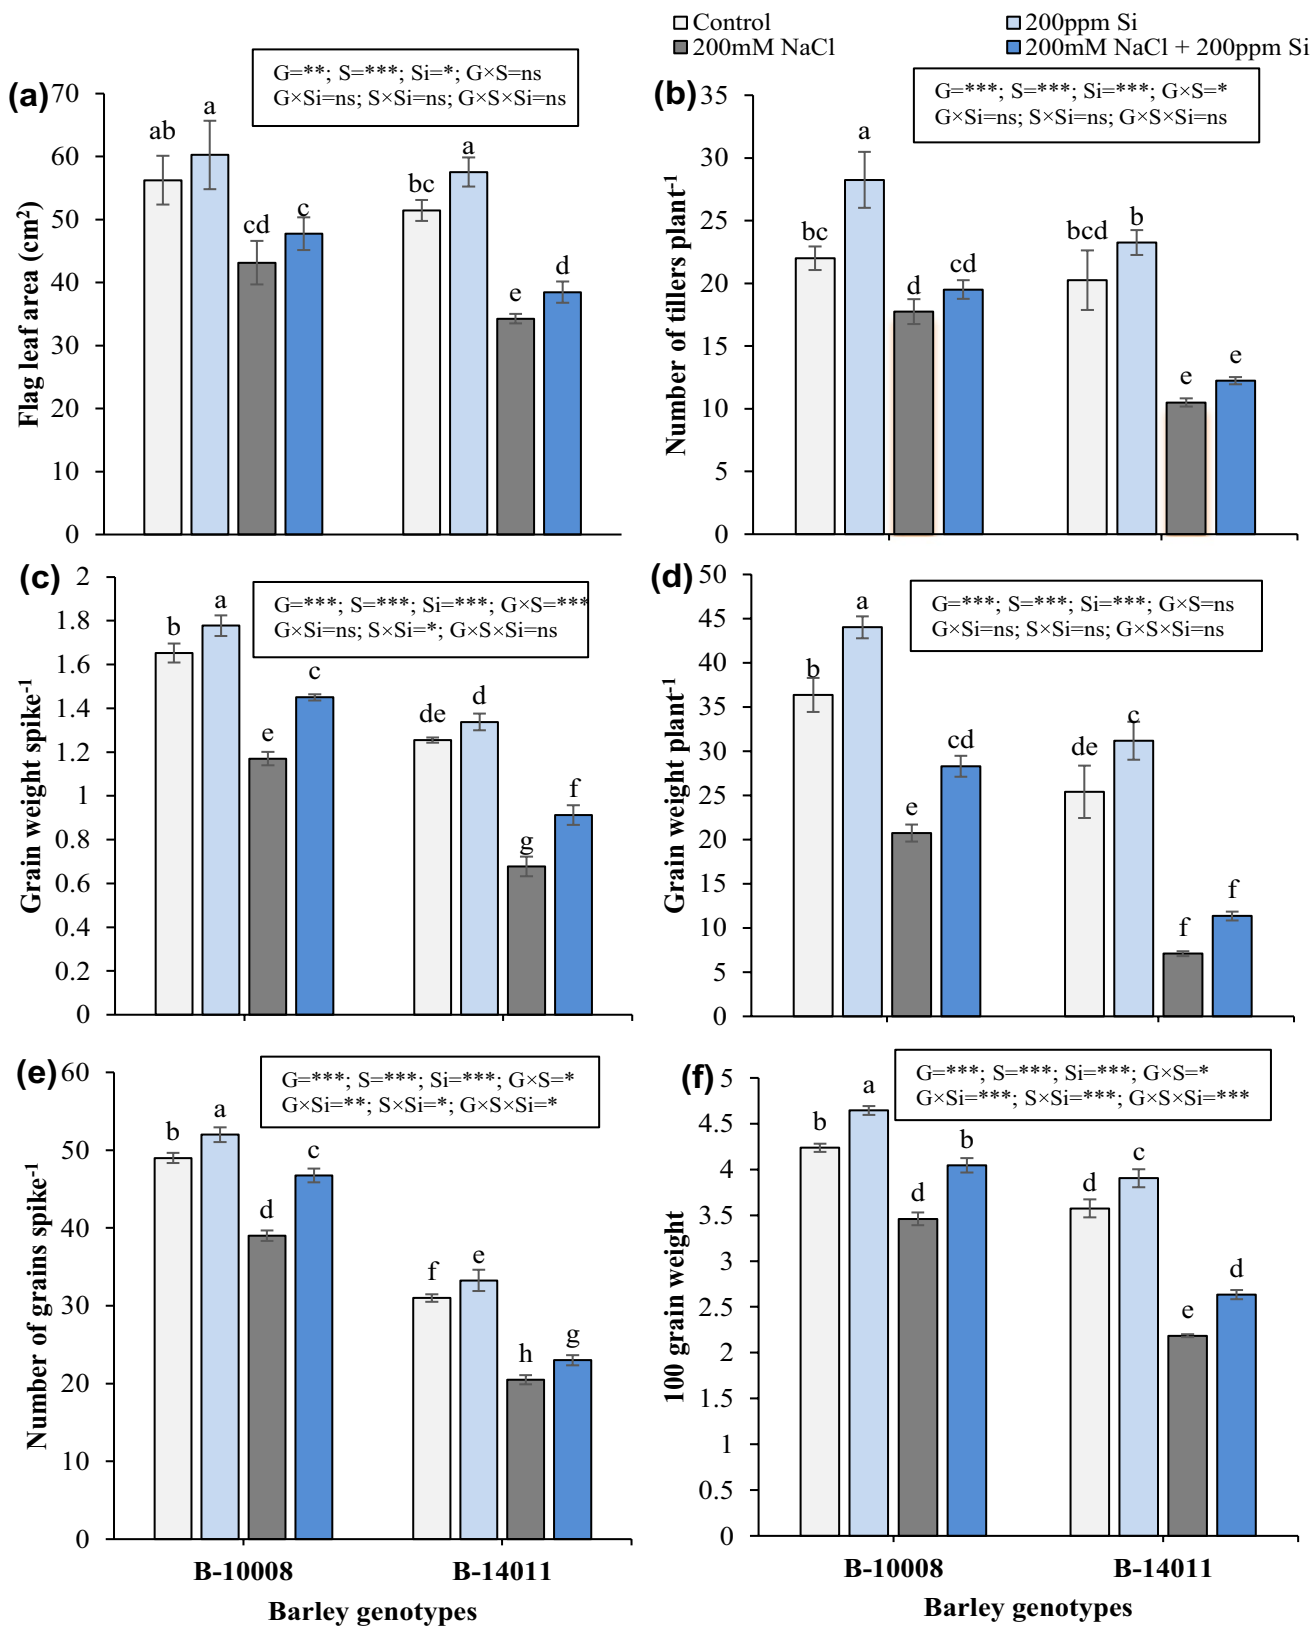 Control 200ppm Si
200mM NaCl 200mM NaCl + 200ppm Si
(a)
G=**; S=***; Si=*; G×S=ns
G×Si=ns; S×Si=ns; G×S×Si=ns
Flag leaf area (cm²)
70
60
50
40
30
20
10
0
ab a cd c bc a e d
(b)
G=***; S=***; Si=***; G×S=*
G×Si=ns; S×Si=ns; G×S×Si=ns
Number of tillers plant⁻¹
35
30
25
20
15
10
5
0
bc a d cd bcd b e e
(c)
G=***; S=***; Si=***; G×S=***
G×Si=ns; S×Si=*; G×S×Si=ns
Grain weight spike⁻¹
2
1.8
1.6
1.4
1.2
1
0.8
0.6
0.4
0.2
0
b a e c de d g f
(d)
G=***; S=***; Si=***; G×S=ns
G×Si=ns; S×Si=ns; G×S×Si=ns
Grain weight plant⁻¹
50
45
40
35
30
25
20
15
10
5
0
b a e cd de c f f
(e)
G=***; S=***; Si=***; G×S=*
G×Si=**; S×Si=*; G×S×Si=*
Number of grains spike⁻¹
60
50
40
30
20
10
0
b a d c f e h g
B-10008 B-14011
Barley genotypes
(f)
G=***; S=***; Si=***; G×S=*
G×Si=***; S×Si=***; G×S×Si=***
100 grain weight
5
4.5
4
3.5
3
2.5
2
1.5
1
0.5
0
b a d b d c e d
B-10008 B-14011
Barley genotypes